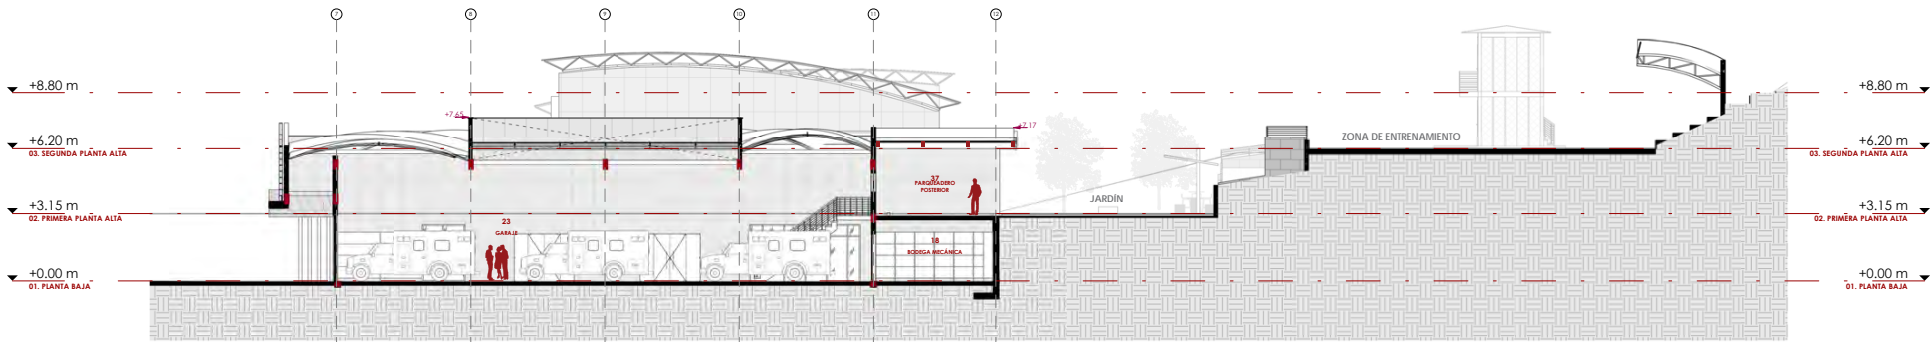 7 8 9 10 11 12
+8.80 m +8.80 m
+7.65
+7.17
+6.20 m ZONA DE ENTRENAMIENTO +6.20 m
03. SEGUNDA PLANTA ALTA 03. SEGUNDA PLANTA ALTA
37
PARQUEADERO
POSTERIOR
JARDÍN
+3.15 m +3.15 m
02. PRIMERA PLANTA ALTA 02. PRIMERA PLANTA ALTA
23
GARAJE
18
BODEGA MECÁNICA
+0.00 m +0.00 m
01. PLANTA BAJA 01. PLANTA BAJA